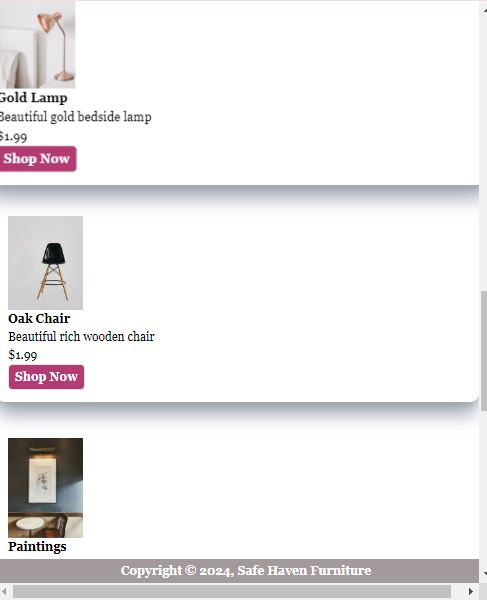 Gold Lamp
Beautiful gold bedside lamp
$1.99
Shop Now
Oak Chair
Beautiful rich wooden chair
$1.99
Shop Now
Paintings
Copyright © 2024, Safe Haven Furniture